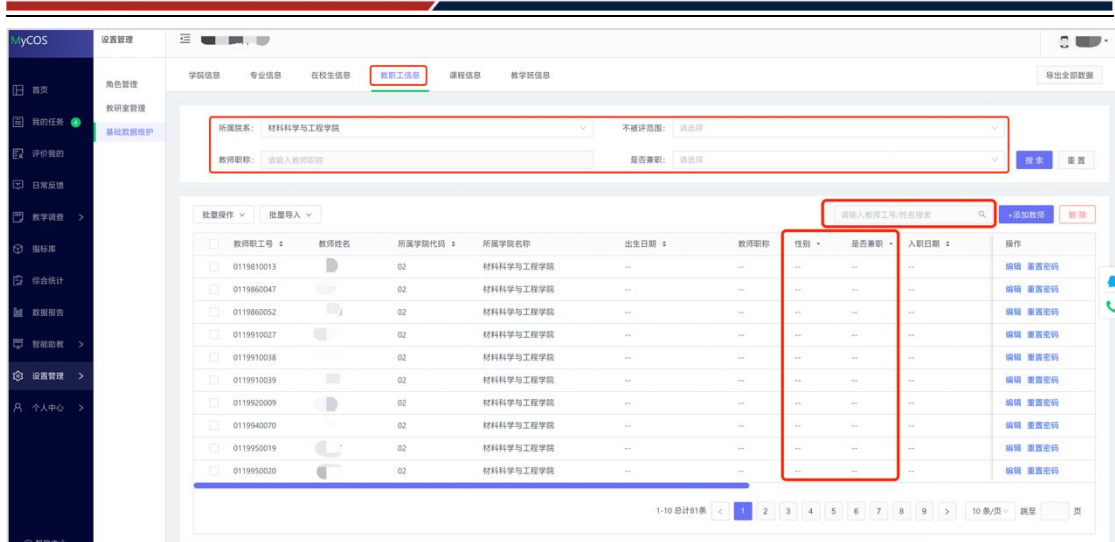 MyCOS
设置管理
首页
我的任务 4
评价我的
日常反馈
教学调查 >
指标库
综合统计
数据报告
智能助教 >
设置管理 >
个人中心 >
角色管理
教研室管理
基础数据维护
学院信息 专业信息 在校生信息 教职工信息 课程信息 教学班信息 导出全部数据
所属院系: 材料科学与工程学院 不被评范围: 请选择
教师职称: 请输入教师职称 是否兼职: 请选择 搜索 重置
批量操作 批量导入 请输入教师工号/姓名搜索 +添加教师 删除
教师职工号 教师姓名 所属学院代码 所属学院名称 出生日期 教师职称 性别 是否兼职 入职日期 操作
0119810013 02 材料科学与工程学院 -- -- -- -- -- 编辑 重置密码
0119860047 02 材料科学与工程学院 -- -- -- -- -- 编辑 重置密码
0119860052 02 材料科学与工程学院 -- -- -- -- -- 编辑 重置密码
0119910027 02 材料科学与工程学院 -- -- -- -- -- 编辑 重置密码
0119910038 02 材料科学与工程学院 -- -- -- -- -- 编辑 重置密码
0119910039 02 材料科学与工程学院 -- -- -- -- -- 编辑 重置密码
0119920009 02 材料科学与工程学院 -- -- -- -- -- 编辑 重置密码
0119940070 02 材料科学与工程学院 -- -- -- -- -- 编辑 重置密码
0119950019 02 材料科学与工程学院 -- -- -- -- -- 编辑 重置密码
0119950020 02 材料科学与工程学院 -- -- -- -- -- 编辑 重置密码
1-10 总计81条 < 1 2 3 4 5 6 7 8 9 > 10 条/页 跳至 页